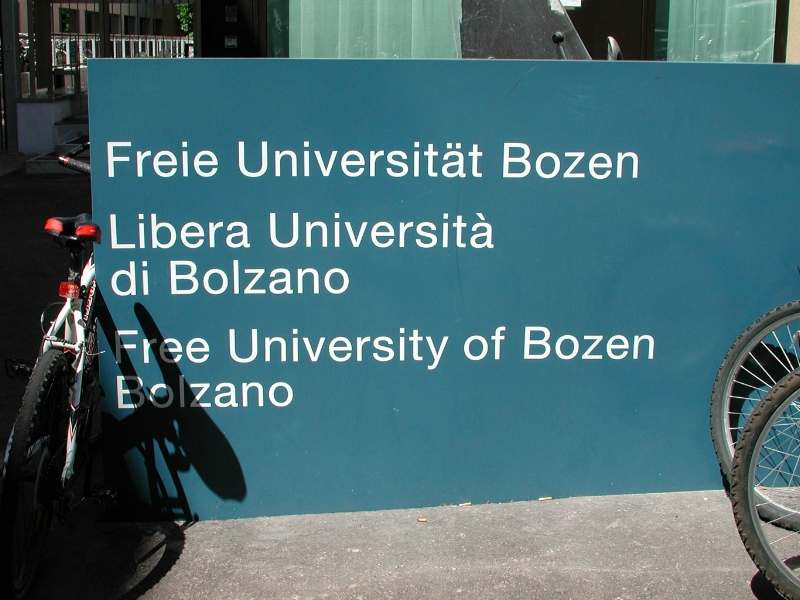 Freie Universität Bozen
Libera Università
di Bolzano
Free University of Bozen
Bolzano